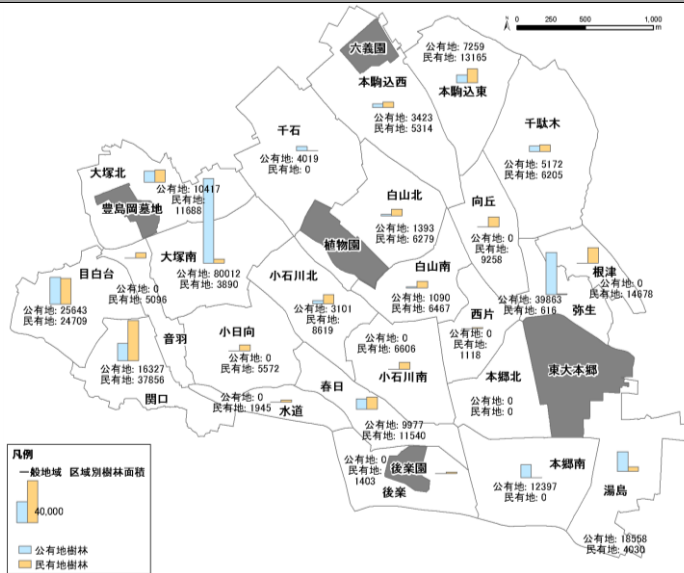 0 250 500 1,000
m
六義園
公有地: 7259
民有地: 13165
本駒込西
本駒込東
公有地: 3423
民有地: 5314
千石
千駄木
公有地: 4019
民有地: 0
公有地: 5172
民有地: 6205
大塚北
公有地: 10417
民有地:
11688
豊島岡墓地
白山北
公有地: 1393
民有地: 6279
向丘
公有地: 0
民有地:
9258
植物園
大塚南
公有地: 80012
民有地: 3890
目白台
公有地: 0
民有地: 5096
公有地: 25643
民有地: 24709
小石川北
公有地: 3101
民有地:
8619
白山南
公有地: 1090
民有地: 6467
根津
公有地: 0
民有地: 14678
公有地: 39863
民有地: 616
弥生
西片
公有地: 0
民有地:
1118
音羽
小日向
公有地: 0
民有地: 5572
公有地: 0
民有地: 6606
小石川南
東大本郷
公有地: 16327
民有地: 37856
関口
春日
公有地: 9977
民有地: 11540
本郷北
公有地: 0
民有地: 0
公有地: 0
民有地: 1945
水道
公有地: 0
民有地:
1403
後楽園
後楽
本郷南
公有地: 12397
民有地: 0
湯島
公有地: 18558
民有地: 4030
凡例
一般地域 区域別樹林面積
40,000
公有地樹林
民有地樹林